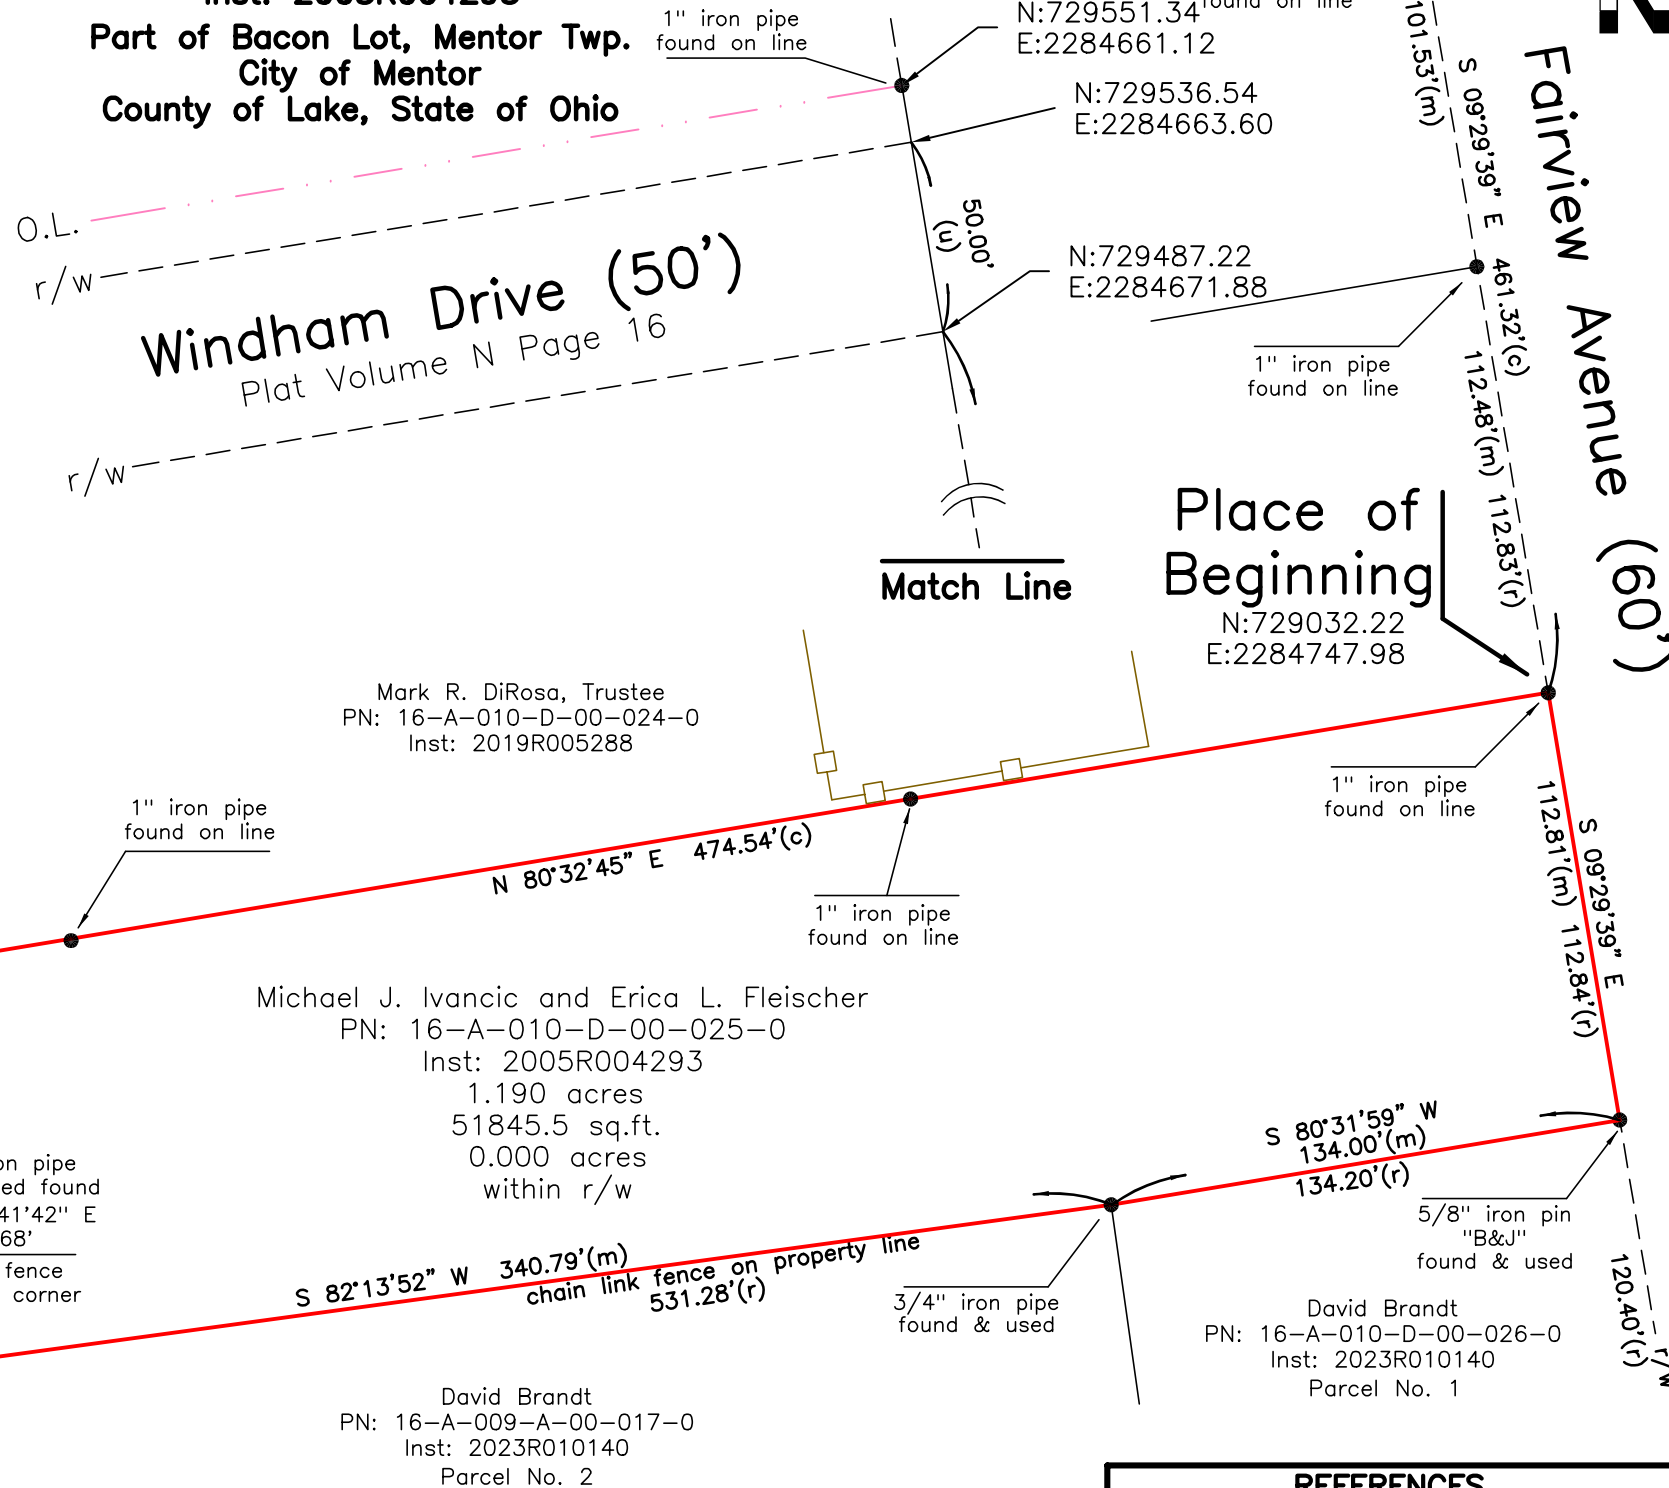 Part of Bacon Lot, Mentor Twp.
City of Mentor
County of Lake, State of Ohio
1" iron pipe
found on line
N:729551.34
E:2284661.12
found on line
N:729536.54
E:2284663.60
101.53'(m)
S 09°29'39" E 461.32'(c)
Fairview Avenue (60')
O.L.
r/w
50.00'
(u)
N:729487.22
E:2284671.88
Windham Drive (50')
Plat Volume N Page 16
r/w
1" iron pipe
found on line
112.48'(m) 112.83'(r)
Match Line
Place of
Beginning
N:729032.22
E:2284747.98
Mark R. DiRosa, Trustee
PN: 16-A-010-D-00-024-0
Inst: 2019R005288
1" iron pipe
found on line
1" iron pipe
found on line
N 80°32'45" E 474.54'(c)
1" iron pipe
found on line
S 09°29'39" E
112.81'(m) 112.84'(r)
Michael J. Ivancic and Erica L. Fleischer
PN: 16-A-010-D-00-025-0
Inst: 2005R004293
1.190 acres
51845.5 sq.ft.
0.000 acres
within r/w
pipe
found
41'42" E
68'
fence
corner
S 80°31'59" W
134.00'(m)
134.20'(r)
5/8" iron pin
"B&J"
found & used
S 82°13'52" W 340.79'(m)
chain link fence on property line
531.28'(r)
3/4" iron pipe
found & used
David Brandt
PN: 16-A-010-D-00-026-0
Inst: 2023R010140
Parcel No. 1
120.40'(r)
r/w
David Brandt
PN: 16-A-009-A-00-017-0
Inst: 2023R010140
Parcel No. 2
REFERENCES